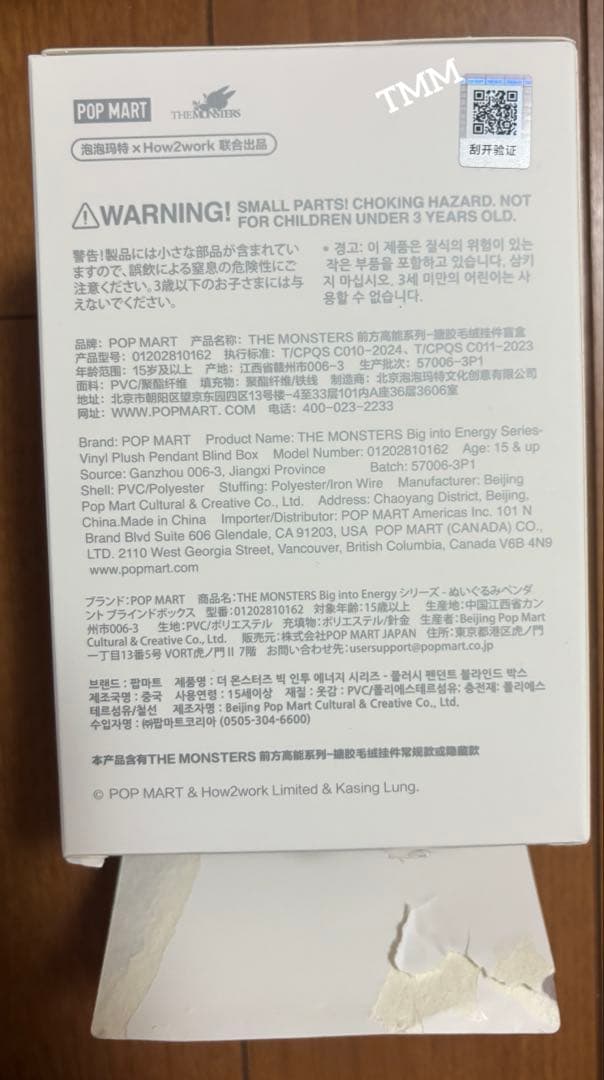 TMM
POP MART THE MONSTERS
泡泡玛特×How2work 联合出品
刮开验证
WARNING! SMALL PARTS! CHOKING HAZARD. NOT
FOR CHILDREN UNDER 3 YEARS OLD.
警告!製品には小さな部品が含まれてい
ますので、誤飲による窒息の危険性にご
注意ください。3歳以下のお子さまには与
えないでください。
* 경고: 이 제품은 질식의 위험이 있는
작은 부품을 포함하고 있습니다. 삼키
지 마십시오. 3세 미만의 어린이는 사
용할 수 없습니다.
品牌: POP MART 产品名称: THE MONSTERS 前方高能系列-搪胶毛绒挂件盲盒
产品型号: 01202810162 执行标准: T/CPQS C010-2024、T/CPQS C011-2023
年龄范围: 15岁及以上 产地: 江西省赣州市006-3 生产批次: 57006-3P1
面料: PVC/聚酯纤维 填充物: 聚酯纤维/铁线 制造商: 北京泡泡玛特文化创意有限公司
地址: 北京市朝阳区望京东园四区13号楼-4至33层101内A座36层3606室
网址: WWW.POPMART.COM 电话: 400-023-2233
Brand: POP MART Product Name: THE MONSTERS Big into Energy Series-
Vinyl Plush Pendant Blind Box Model Number: 01202810162 Age: 15 & up
Source: Ganzhou 006-3, Jiangxi Province Batch: 57006-3P1
Shell: PVC/Polyester Stuffing: Polyester/Iron Wire Manufacturer: Beijing
Pop Mart Cultural & Creative Co., Ltd. Address: Chaoyang District, Beijing,
China.Made in China Importer/Distributor: POP MART Americas Inc. 101 N
Brand Blvd Suite 606 Glendale, CA 91203, USA POP MART (CANADA) CO.,
LTD. 2110 West Georgia Street, Vancouver, British Columbia, Canada V6B 4N9
www.popmart.com
ブランド:POP MART 商品名:THE MONSTERS Big into Energy シリーズ - ぬいぐるみペンダ
ント ブラインドボックス 型番:01202810162 対象年齢:15歳以上 生産地:中国江西省カン
州市006-3 生地:PVC/ポリエステル 充填物:ポリエステル/針金 生産者:Beijing Pop Mart
Cultural & Creative Co., Ltd. 販売元:株式会社POP MART JAPAN 住所:東京都港区虎ノ門
一丁目13番5号 VORT虎ノ門Ⅱ 7階 お問い合わせ先:usersupport@popmart.co.jp
브랜드 : 팝마트 제품명 : 더 몬스터즈 빅 인투 에너지 시리즈 - 플러시 펜던트 블라인드 박스
제조국명 : 중국 사용연령 : 15세이상 재질 : 옷감 : PVC/폴리에스테르섬유; 충전재: 폴리에스
테르섬유/철선 제조자명 : Beijing Pop Mart Cultural & Creative Co., Ltd.
수입자명 : ㈜팝마트코리아 (0505-304-6600)
本产品含有THE MONSTERS 前方高能系列-搪胶毛绒挂件常规款或隐藏款
© POP MART & How2work Limited & Kasing Lung.